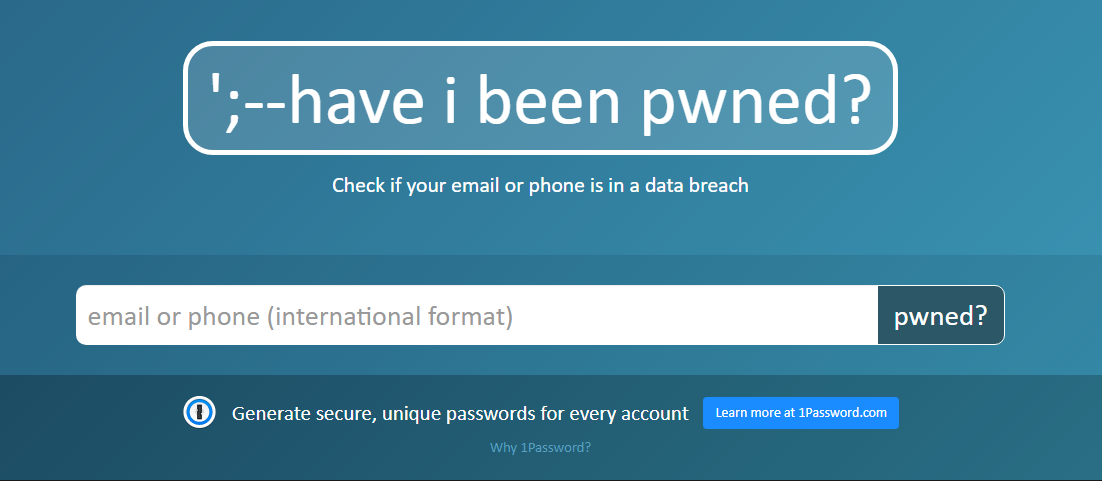 ';--have i been pwned?
Check if your email or phone is in a data breach
email or phone (international format)
pwned?
Generate secure, unique passwords for every account
Learn more at 1Password.com
Why 1Password?